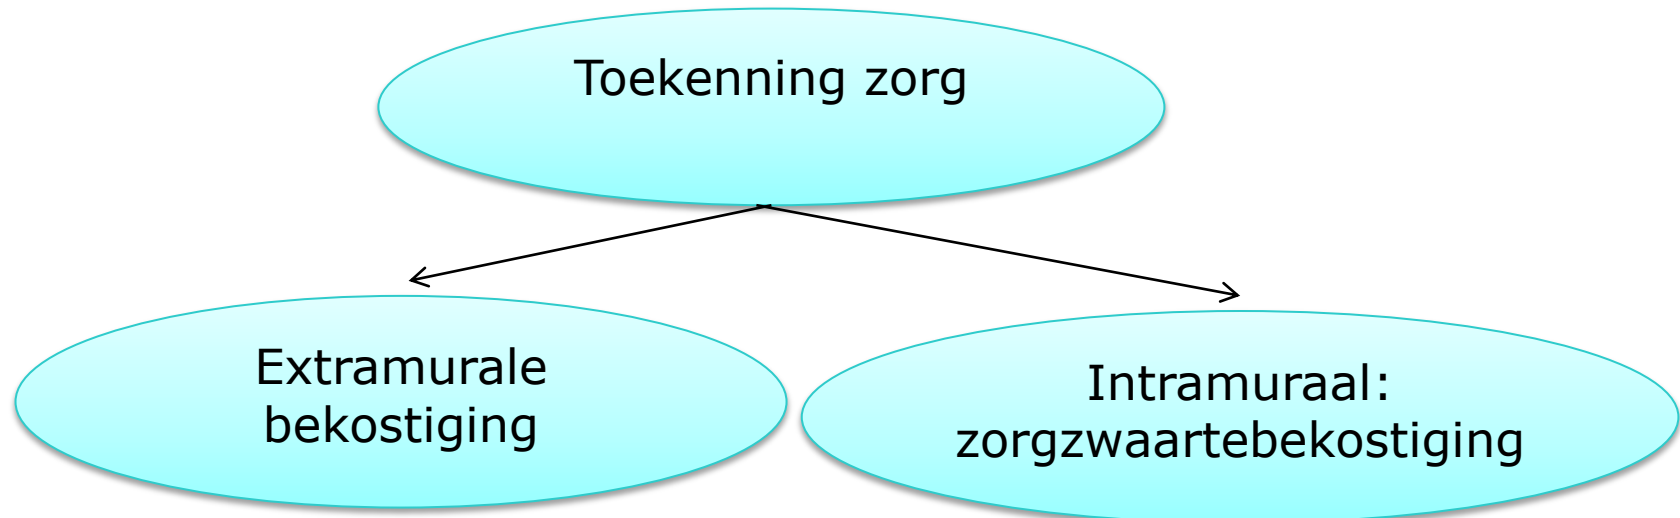 Toekenning zorg
Extramurale
bekostiging
Intramuraal:
zorgzwaartebekostiging